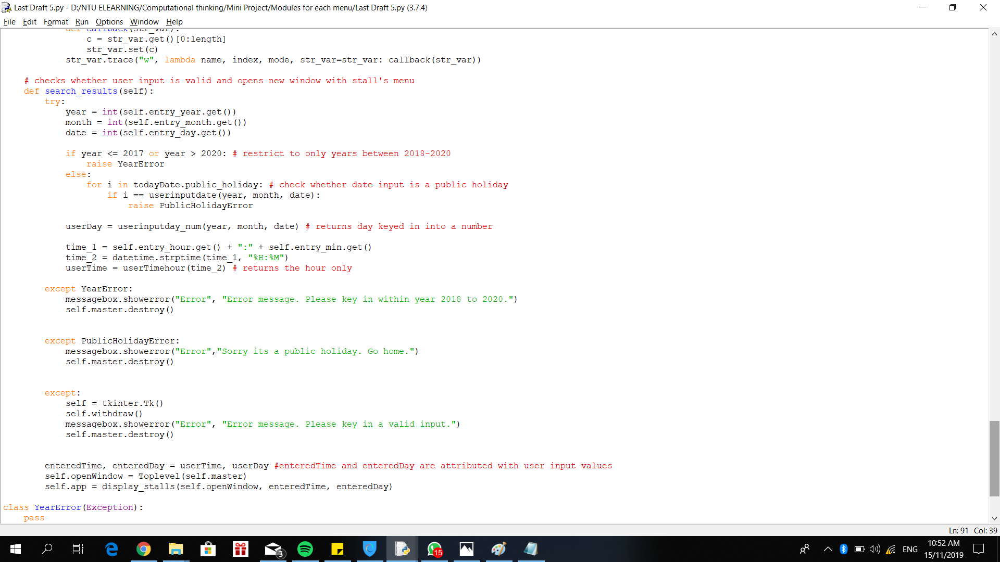 Last Draft 5.py - D:/NTU ELEARNING/Computational thinking/Mini Project/Modules for each menu/Last Draft 5.py (3.7.4)
File Edit Format Run Options Window Help
def callback(str_var):
c = str_var.get()[0:length]
str_var.set(c)
str_var.trace("w", lambda name, index, mode, str_var=str_var: callback(str_var))
# checks whether user input is valid and opens new window with stall's menu
def search_results(self):
try:
year = int(self.entry_year.get())
month = int(self.entry_month.get())
date = int(self.entry_day.get())
if year <= 2017 or year > 2020: # restrict to only years between 2018-2020
raise YearError
else:
for i in todayDate.public_holiday: # check whether date input is a public holiday
if i == userinputdate(year, month, date):
raise PublicHolidayError
userDay = userinputday_num(year, month, date) # returns day keyed in into a number
time_1 = self.entry_hour.get() + ":" + self.entry_min.get()
time_2 = datetime.strptime(time_1, "%H:%M")
userTime = userTimehour(time_2) # returns the hour only
except YearError:
messagebox.showerror("Error", "Error message. Please key in within year 2018 to 2020.")
self.master.destroy()
except PublicHolidayError:
messagebox.showerror("Error","Sorry its a public holiday. Go home.")
self.master.destroy()
except:
self = tkinter.Tk()
self.withdraw()
messagebox.showerror("Error", "Error message. Please key in a valid input.")
self.master.destroy()
enteredTime, enteredDay = userTime, userDay #enteredTime and enteredDay are attributed with user input values
self.openWindow = Toplevel(self.master)
self.app = display_stalls(self.openWindow, enteredTime, enteredDay)
class YearError(Exception):
pass
Ln: 91 Col: 39
3
15
ENG
10:52 AM
15/11/2019